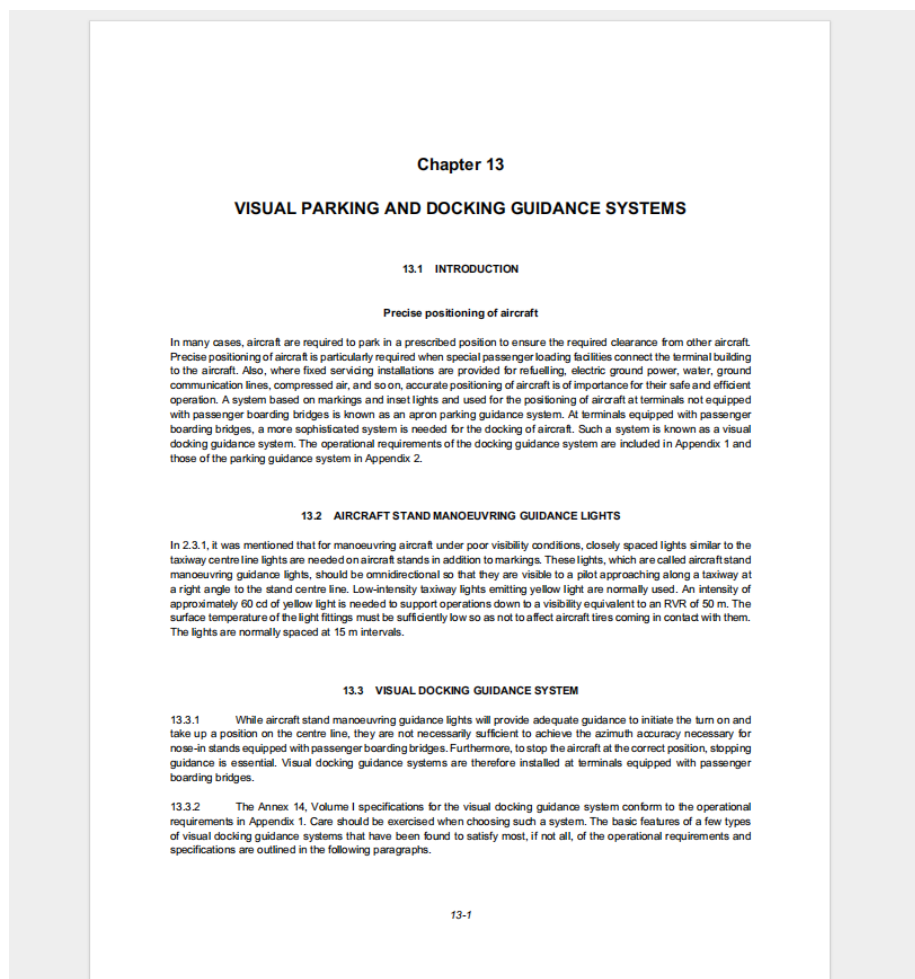 Chapter 13
VISUAL PARKING AND DOCKING GUIDANCE SYSTEMS
13.1 INTRODUCTION
Precise positioning of aircraft
In many cases, aircraft are required to park in a prescribed position to ensure the required clearance from other aircraft.
Precise positioning of aircraft is particularly required when special passenger loading facilities connect the terminal building
to the aircraft. Also, where fixed servicing installations are provided for refuelling, electric ground power, water, ground
communication lines, compressed air, and so on, accurate positioning of aircraft is of importance for their safe and efficient
operation. A system based on markings and inset lights and used for the positioning of aircraft at terminals not equipped
with passenger boarding bridges is known as an apron parking guidance system. At terminals equipped with passenger
boarding bridges, a more sophisticated system is needed for the docking of aircraft. Such a system is known as a visual
docking guidance system. The operational requirements of the docking guidance system are included in Appendix 1 and
those of the parking guidance system in Appendix 2.
13.2 AIRCRAFT STAND MANOEUVRING GUIDANCE LIGHTS
In 2.3.1, it was mentioned that for manoeuvring aircraft under poor visibility conditions, closely spaced lights similar to the
taxiway centre line lights are needed on aircraft stands in addition to markings. These lights, which are called aircraft stand
manoeuvring guidance lights, should be omnidirectional so that they are visible to a pilot approaching along a taxiway at
a right angle to the stand centre line. Low-intensity taxiway lights emitting yellow light are normally used. An intensity of
approximately 60 cd of yellow light is needed to support operations down to a visibility equivalent to an RVR of 50 m. The
surface temperature of the light fittings must be sufficiently low so as not to affect aircraft tires coming in contact with them.
The lights are normally spaced at 15 m intervals.
13.3 VISUAL DOCKING GUIDANCE SYSTEM
13.3.1 While aircraft stand manoeuvring guidance lights will provide adequate guidance to initiate the turn on and
take up a position on the centre line, they are not necessarily sufficient to achieve the azimuth accuracy necessary for
nose-in stands equipped with passenger boarding bridges. Furthermore, to stop the aircraft at the correct position, stopping
guidance is essential. Visual docking guidance systems are therefore installed at terminals equipped with passenger
boarding bridges.
13.3.2 The Annex 14, Volume I specifications for the visual docking guidance system conform to the operational
requirements in Appendix 1. Care should be exercised when choosing such a system. The basic features of a few types
of visual docking guidance systems that have been found to satisfy most, if not all, of the operational requirements and
specifications are outlined in the following paragraphs.
13-1